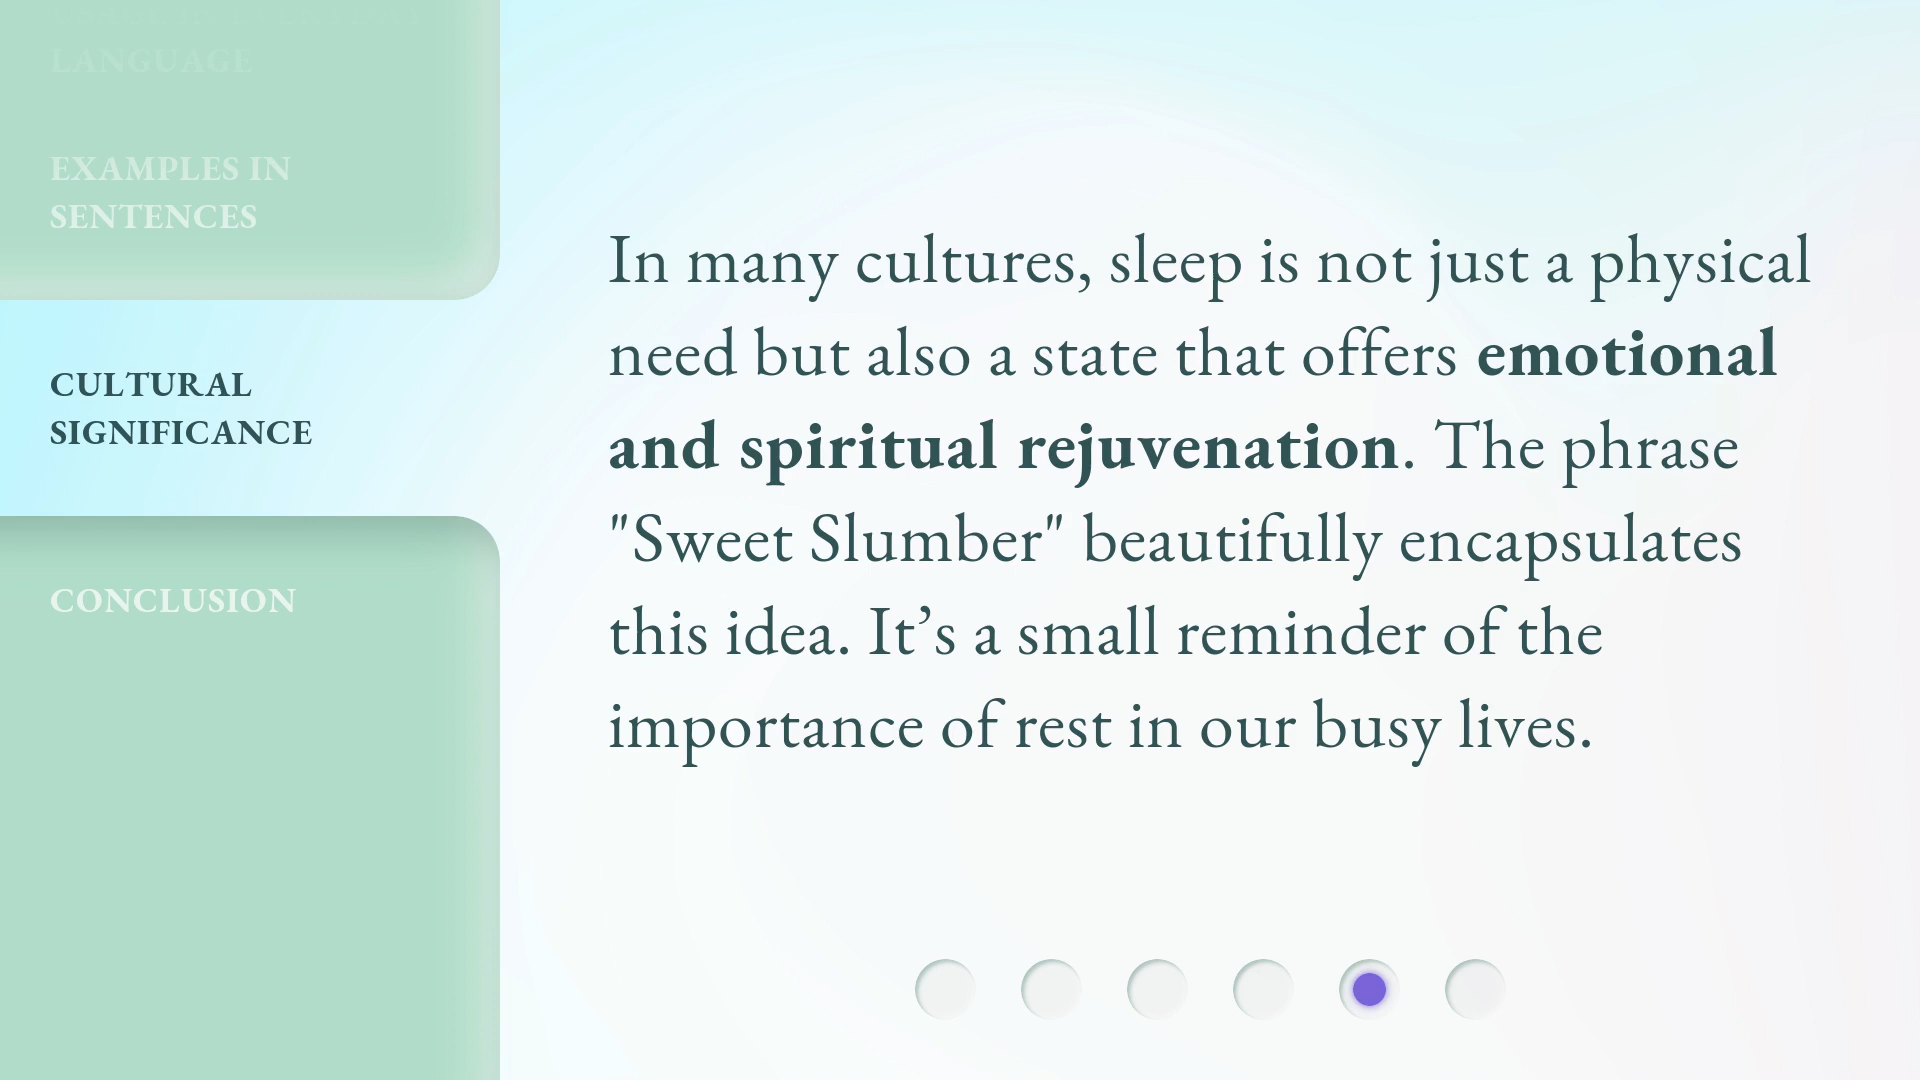 LANGUAGE
EXAMPLES IN
SENTENCES
CULTURAL
SIGNIFICANCE
CONCLUSION
In many cultures, sleep is not just a physical
need but also a state that offers emotional
and spiritual rejuvenation. The phrase
"Sweet Slumber" beautifully encapsulates
this idea. It’s a small reminder of the
importance of rest in our busy lives.